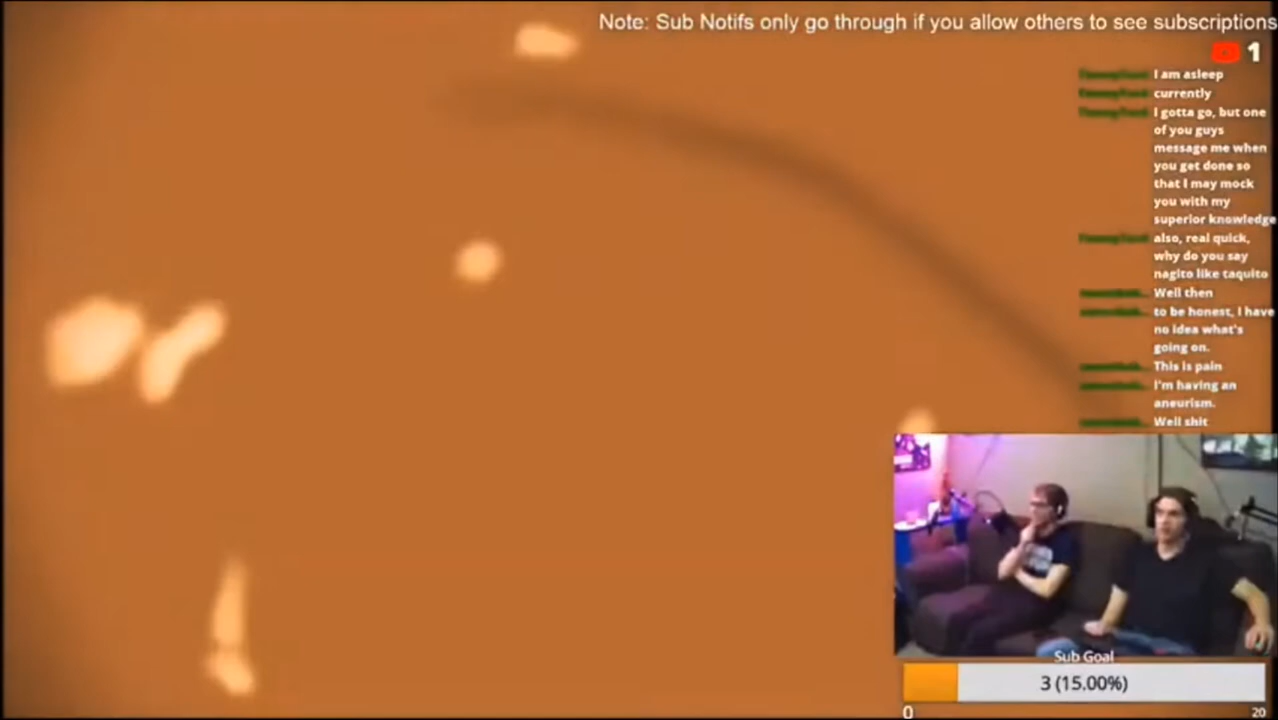 Note: Sub Notifs only go through if you allow others to see subscriptions
1
I am asleep
currently
I gotta go, but one
of you guys
message me when
you get done so
that I may mock
you with my
superior knowledge
also, real quick,
why do you say
nagito like taquito
Well then
to be honest, I have
no idea what's
going on.
This is pain
I'm having an
aneurism.
Well shit
Sub Goal
3 (15.00%)
0
20